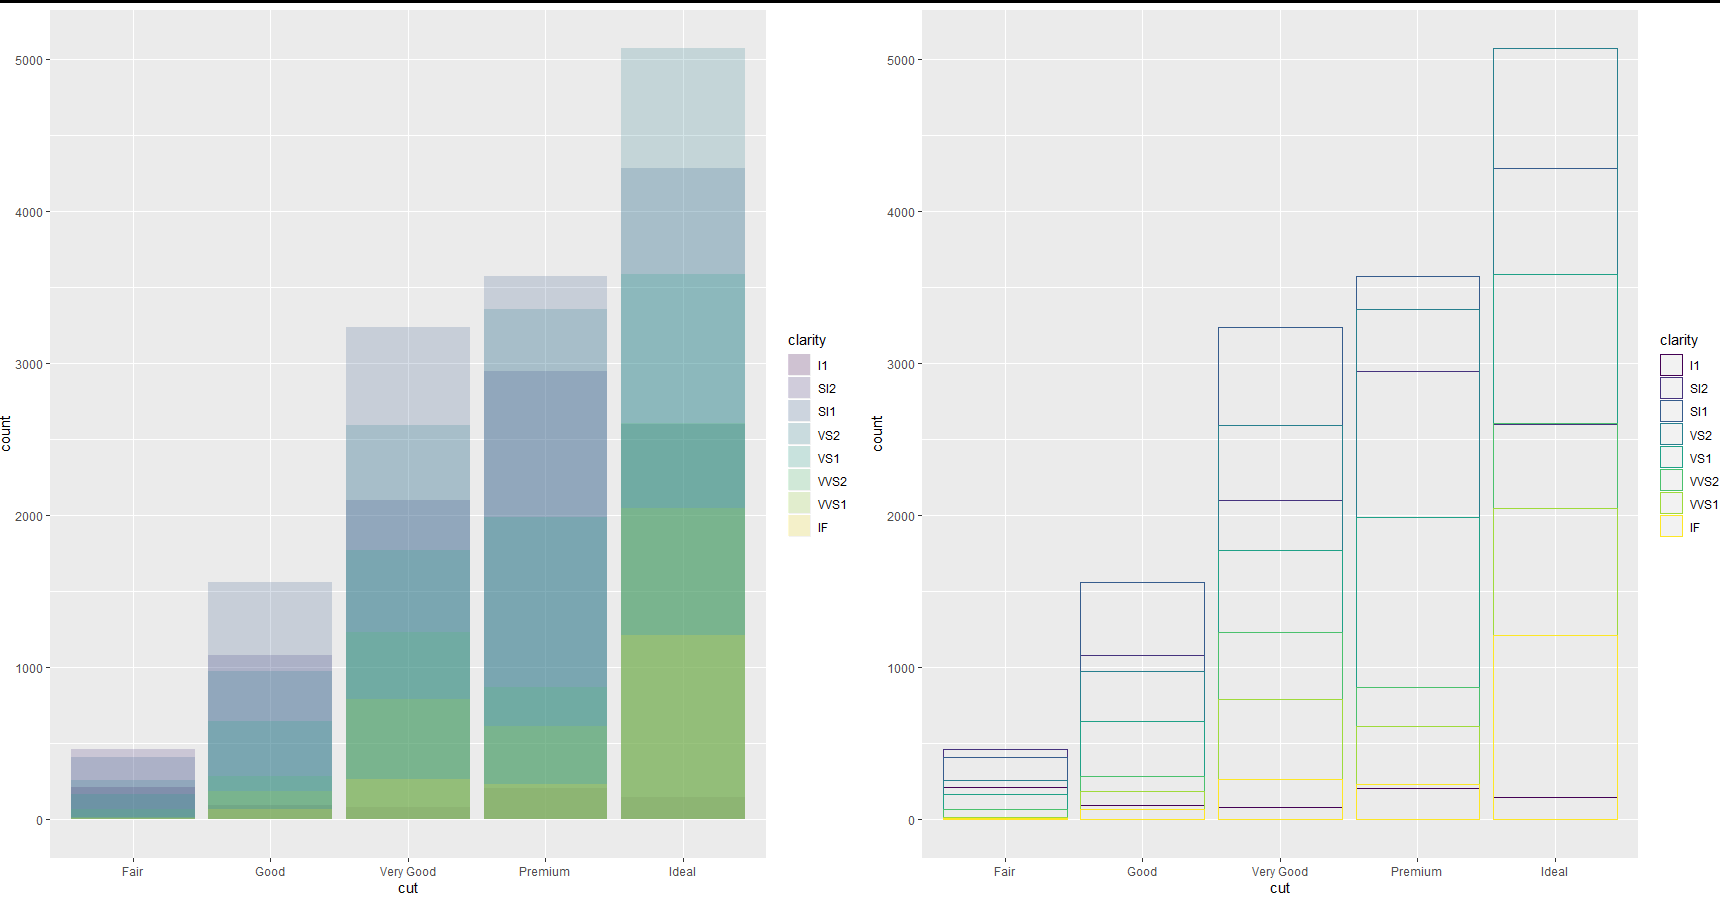 5000
4000
3000
2000
1000
0
count
Fair Good Very Good Premium Ideal
cut
clarity
I1
SI2
SI1
VS2
VS1
VVS2
VVS1
IF
5000
4000
3000
2000
1000
0
count
Fair Good Very Good Premium Ideal
cut
clarity
I1
SI2
SI1
VS2
VS1
VVS2
VVS1
IF